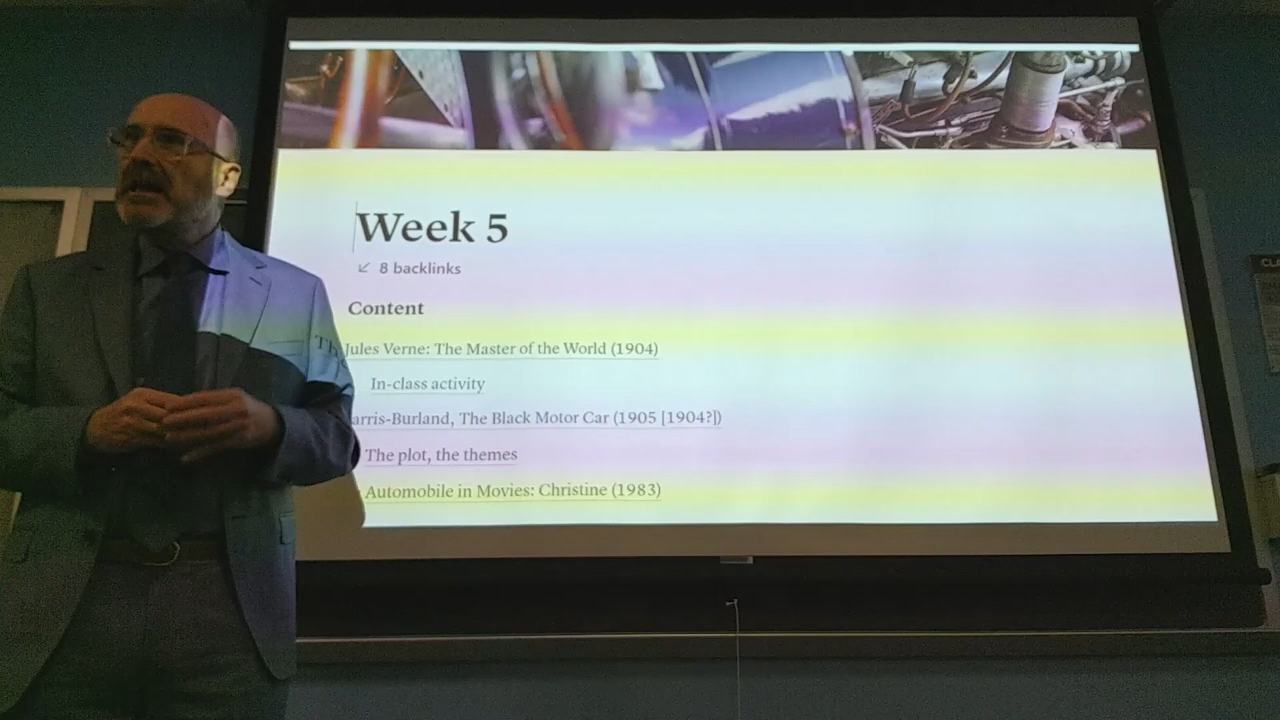 Week 5
↙ 8 backlinks
Content
Jules Verne: The Master of the World (1904)
In-class activity
arris-Burland, The Black Motor Car (1905 [1904?])
The plot, the themes
Automobile in Movies: Christine (1983)
CL